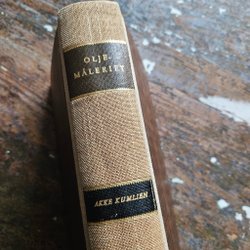 OLJE-
MÅLERIET
AKKE KUMLIEN